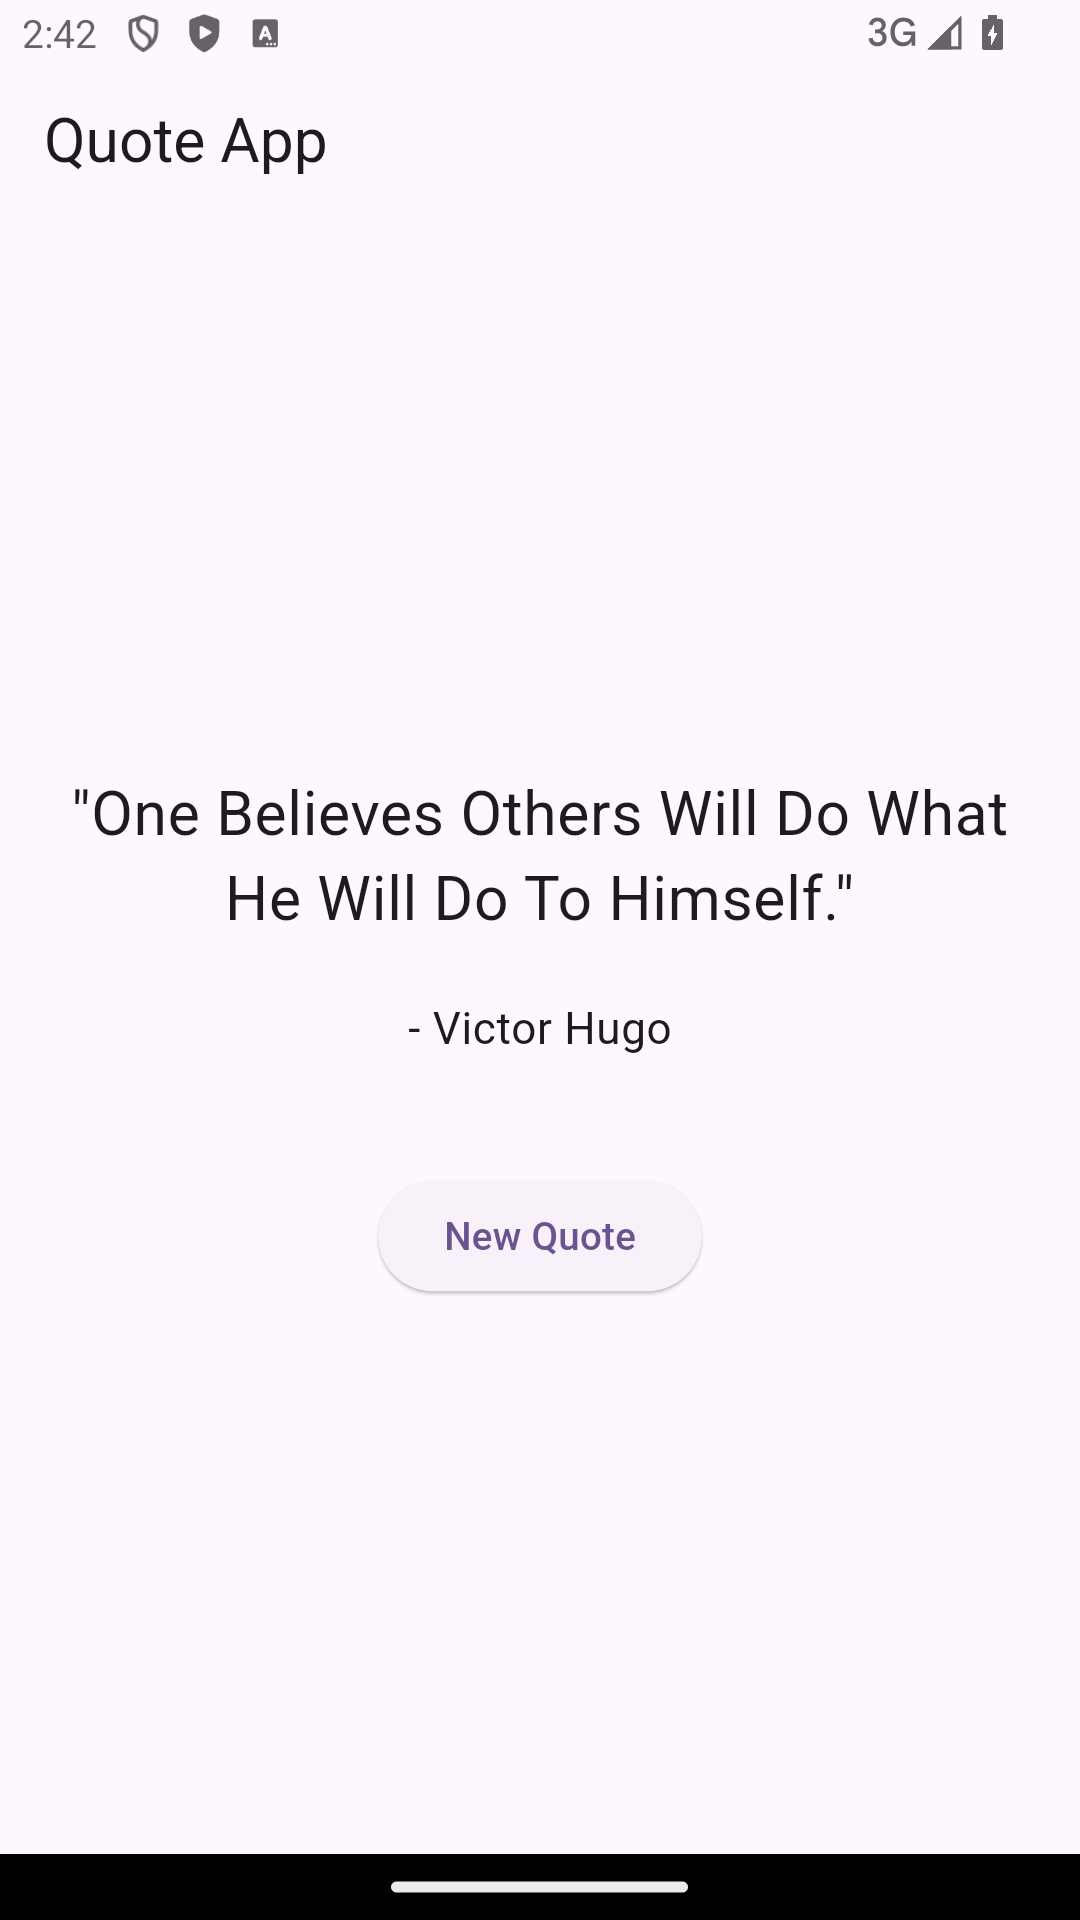 2:42 3G
Quote App
"One Believes Others Will Do What
He Will Do To Himself."
- Victor Hugo
New Quote